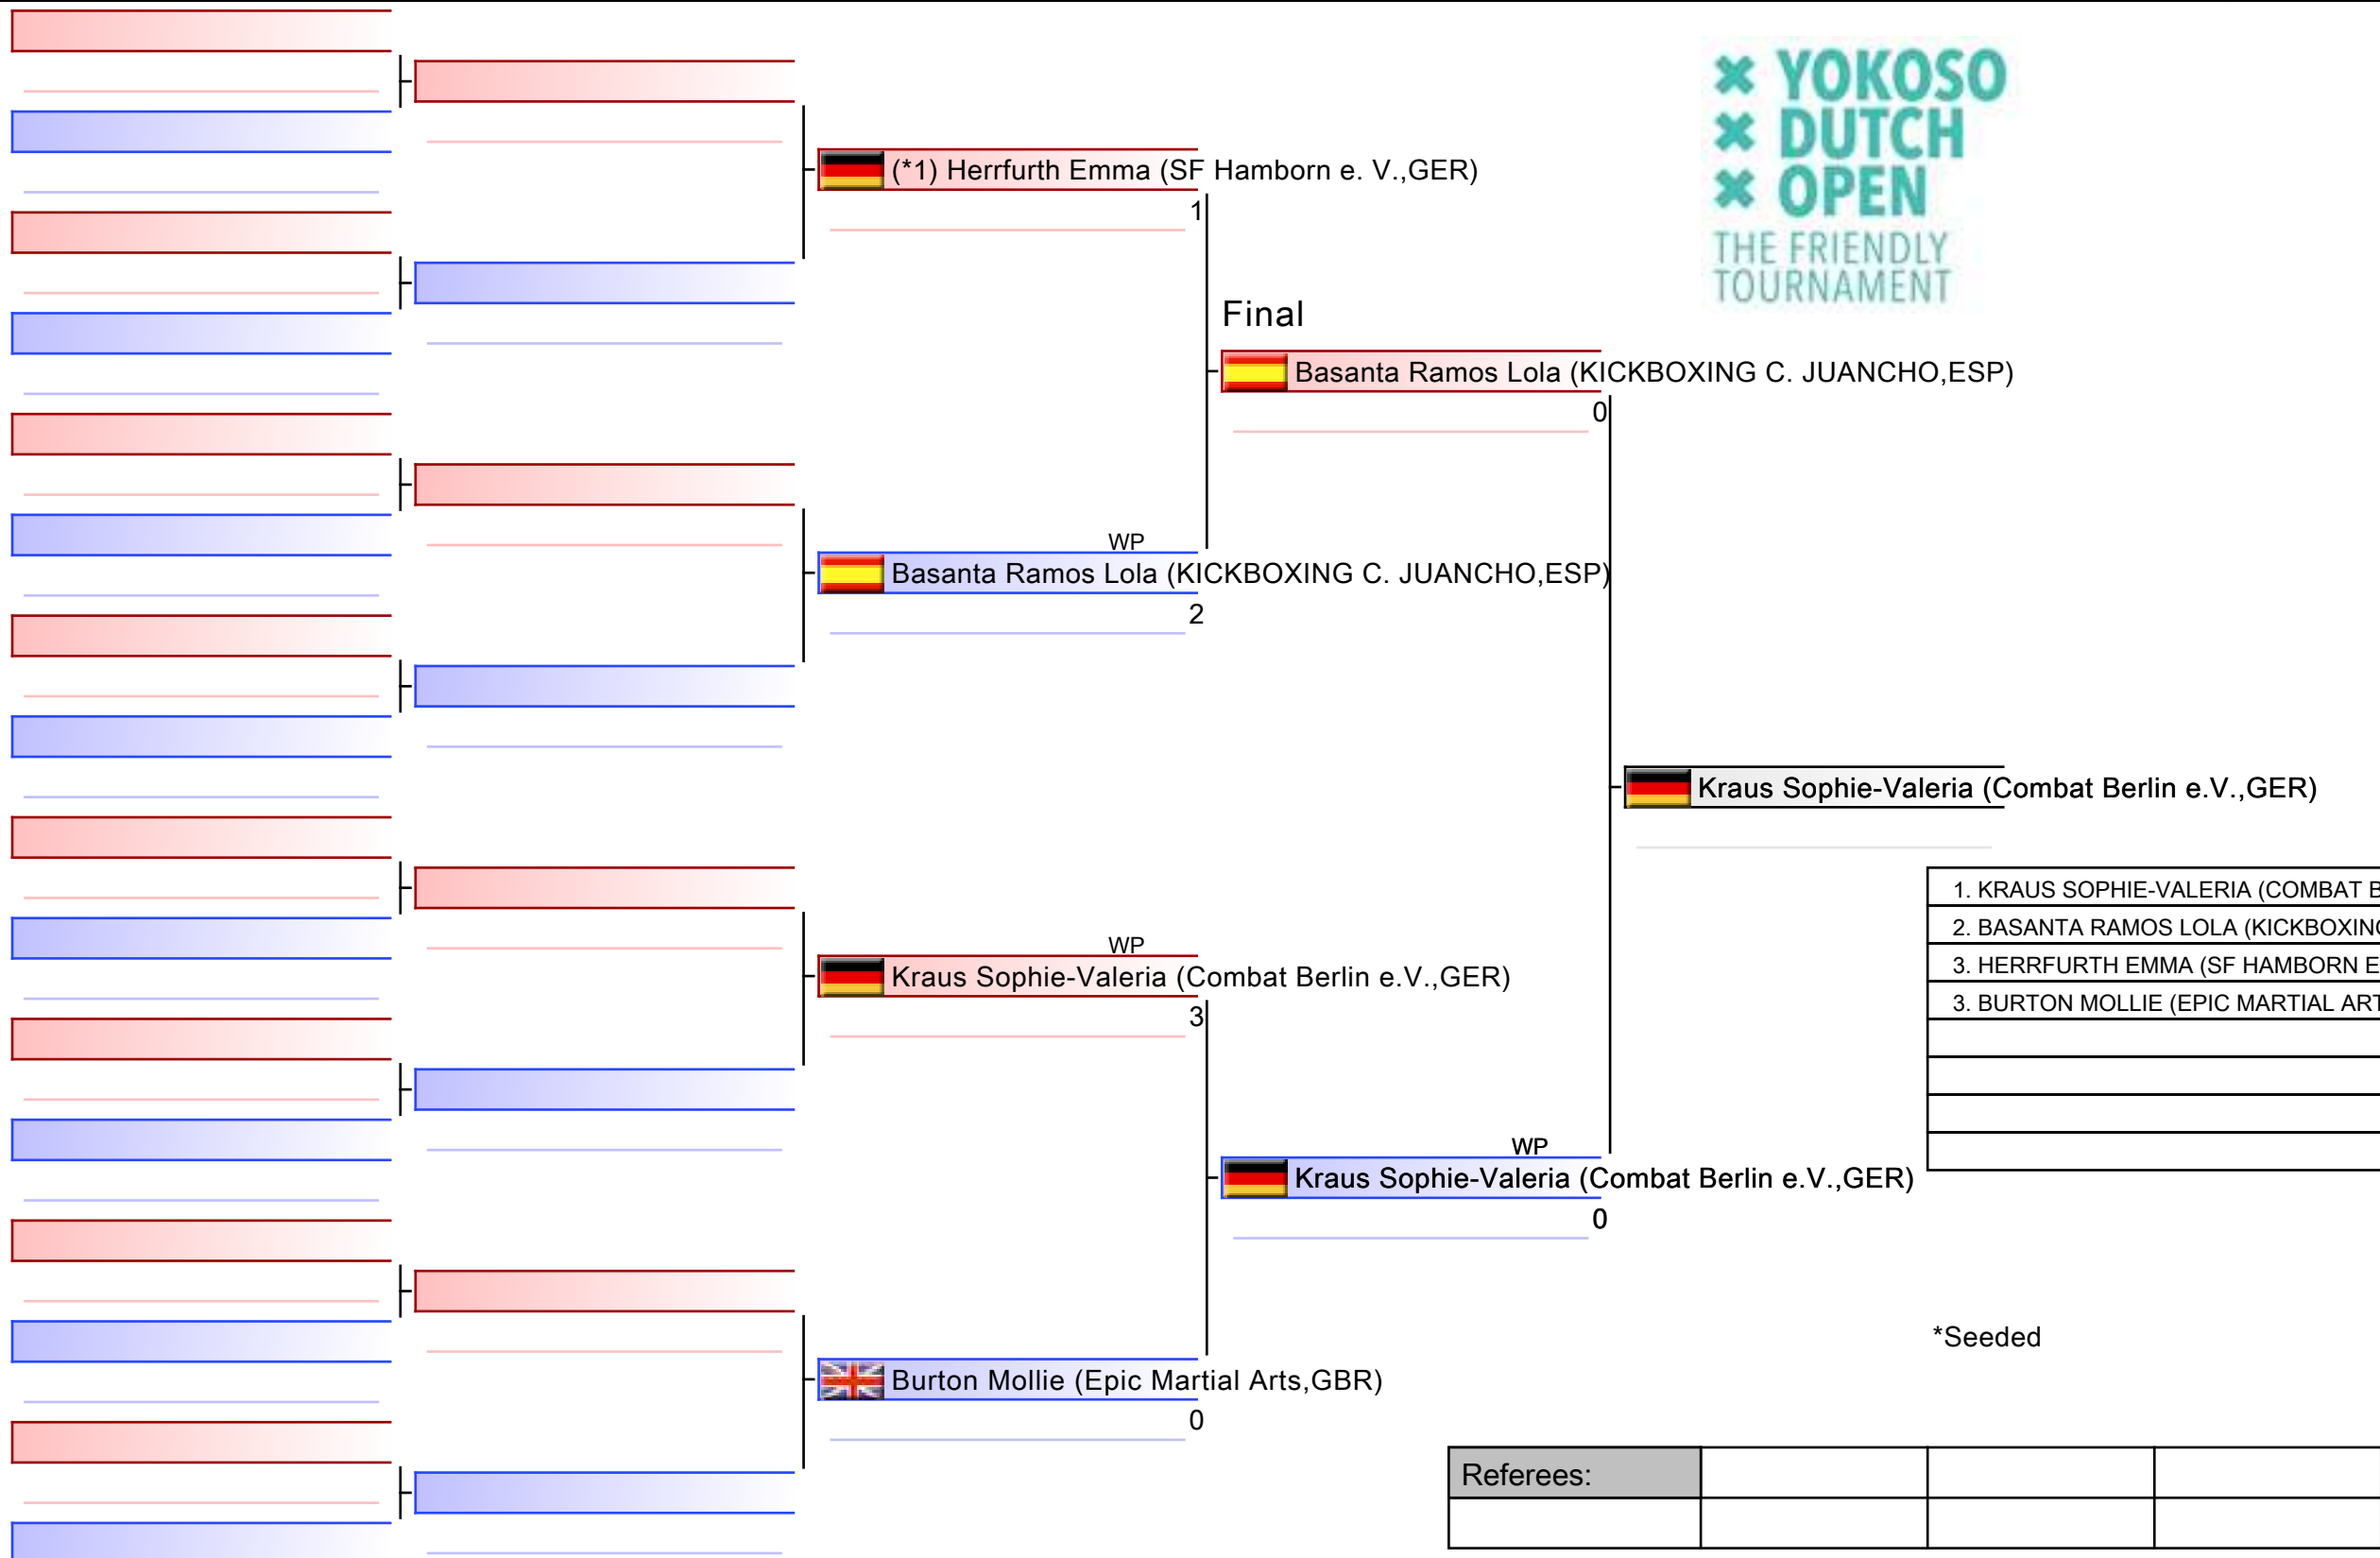 YOKOSO
DUTCH
OPEN
THE FRIENDLY
TOURNAMENT
(*1) Herrfurth Emma (SF Hamborn e. V.,GER)
1
Final
Basanta Ramos Lola (KICKBOXING C. JUANCHO,ESP)
0
WP
Basanta Ramos Lola (KICKBOXING C. JUANCHO,ESP)
2
Kraus Sophie-Valeria (Combat Berlin e.V.,GER)
1. KRAUS SOPHIE-VALERIA (COMBAT B
2. BASANTA RAMOS LOLA (KICKBOXING
3. HERRFURTH EMMA (SF HAMBORN E
3. BURTON MOLLIE (EPIC MARTIAL ART
WP
Kraus Sophie-Valeria (Combat Berlin e.V.,GER)
3
WP
Kraus Sophie-Valeria (Combat Berlin e.V.,GER)
0
*Seeded
Burton Mollie (Epic Martial Arts,GBR)
0
Referees: